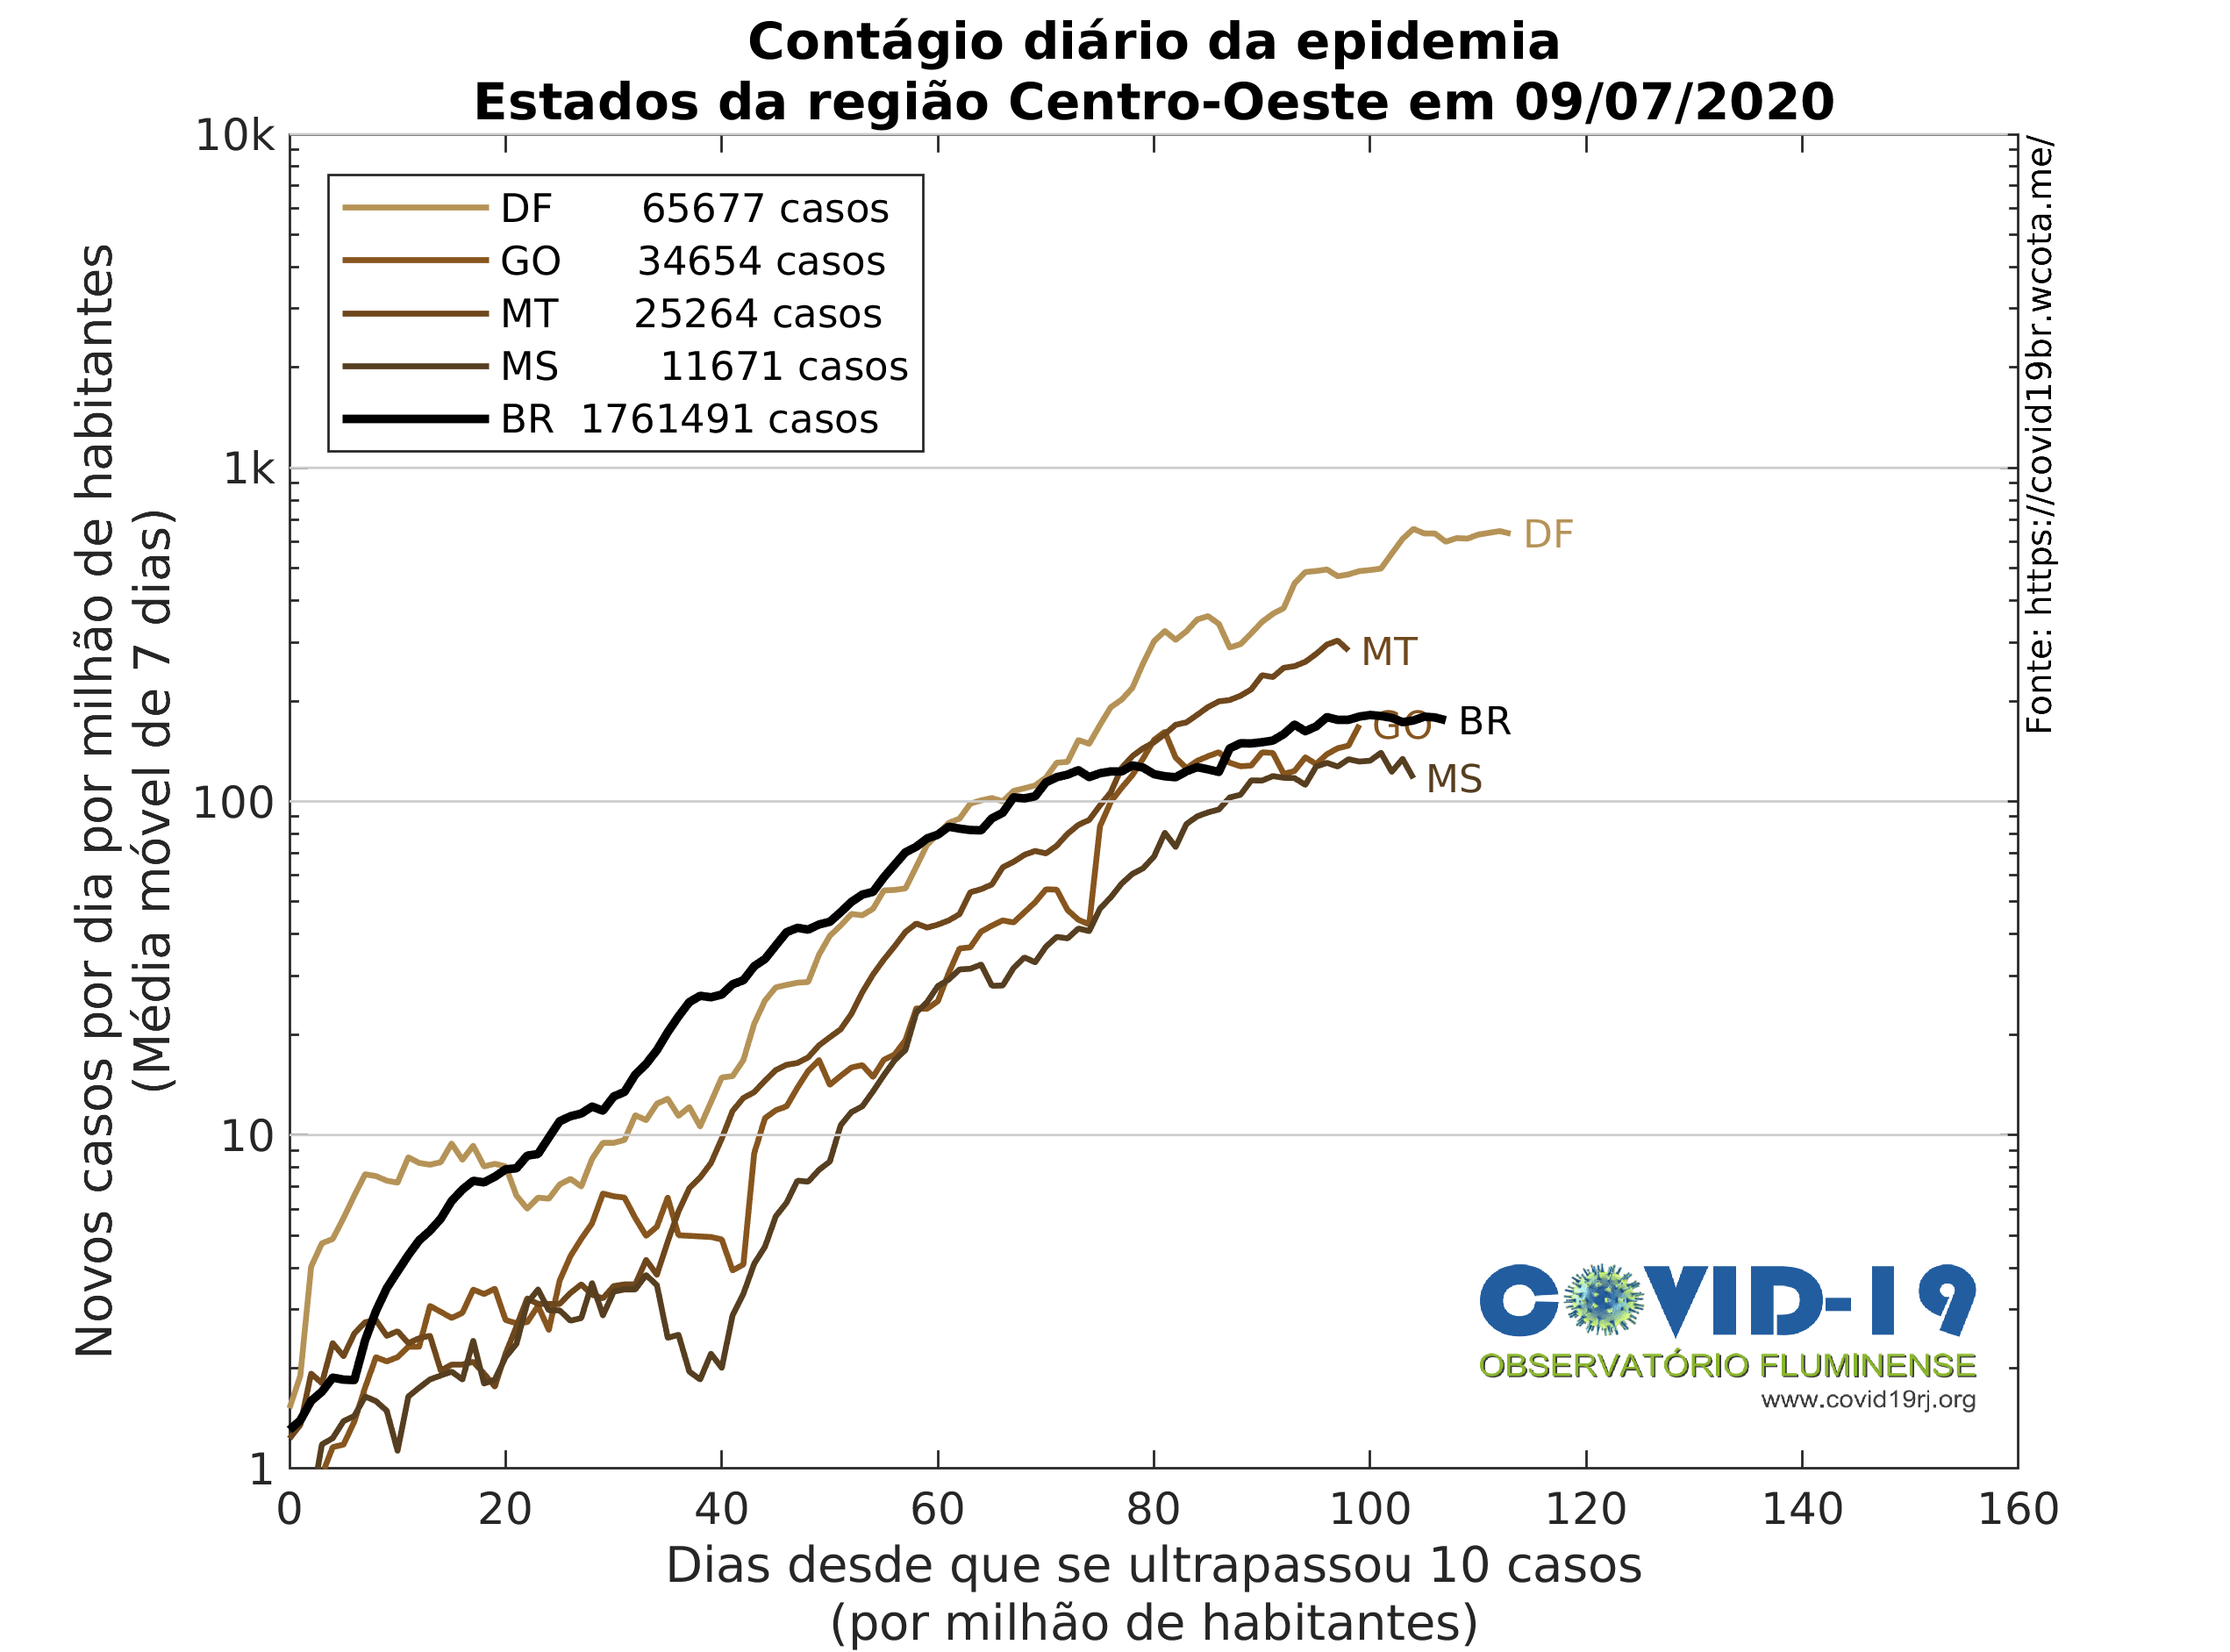 Contágio diário da epidemia
Estados da região Centro-Oeste em 09/07/2020
Novos casos por dia por milhão de habitantes
(Média móvel de 7 dias)
10k
1k
100
10
1
DF 65677 casos
GO 34654 casos
MT 25264 casos
MS 11671 casos
BR 1761491 casos
DF
MT
GO
BR
MS
Fonte: https://covid19br.wcota.me/
COVID-19
OBSERVATÓRIO FLUMINENSE
www.covid19rj.org
0 20 40 60 80 100 120 140 160
Dias desde que se ultrapassou 10 casos
(por milhão de habitantes)